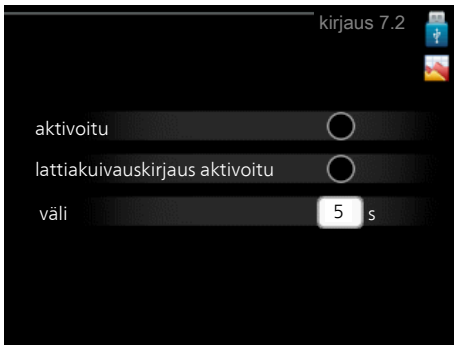 kirjaus 7.2
aktivoitu
lattiakuivauskirjaus aktivoitu
väli 5 s